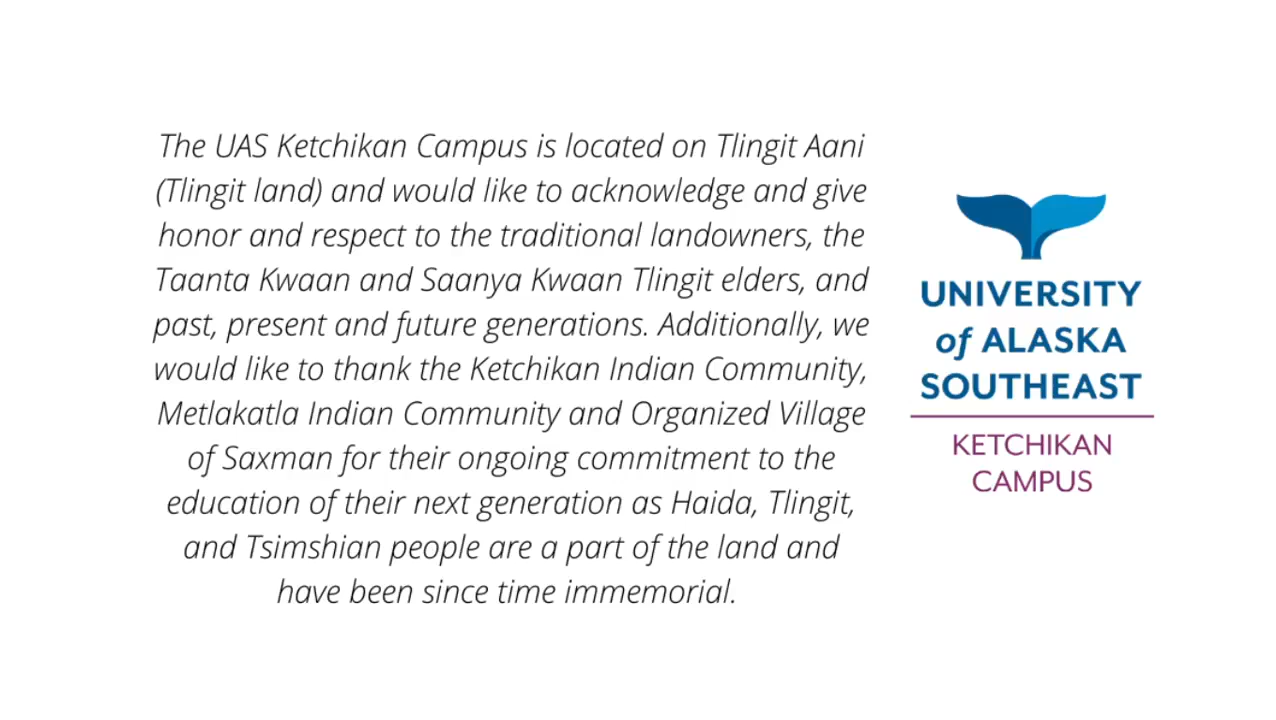 The UAS Ketchikan Campus is located on Tlingit Aani
(Tlingit land) and would like to acknowledge and give
honor and respect to the traditional landowners, the
Taanta Kwaan and Saanya Kwaan Tlingit elders, and
past, present and future generations. Additionally, we
would like to thank the Ketchikan Indian Community,
Metlakatla Indian Community and Organized Village
of Saxman for their ongoing commitment to the
education of their next generation as Haida, Tlingit,
and Tsimshian people are a part of the land and
have been since time immemorial.
UNIVERSITY
of ALASKA
SOUTHEAST
KETCHIKAN
CAMPUS